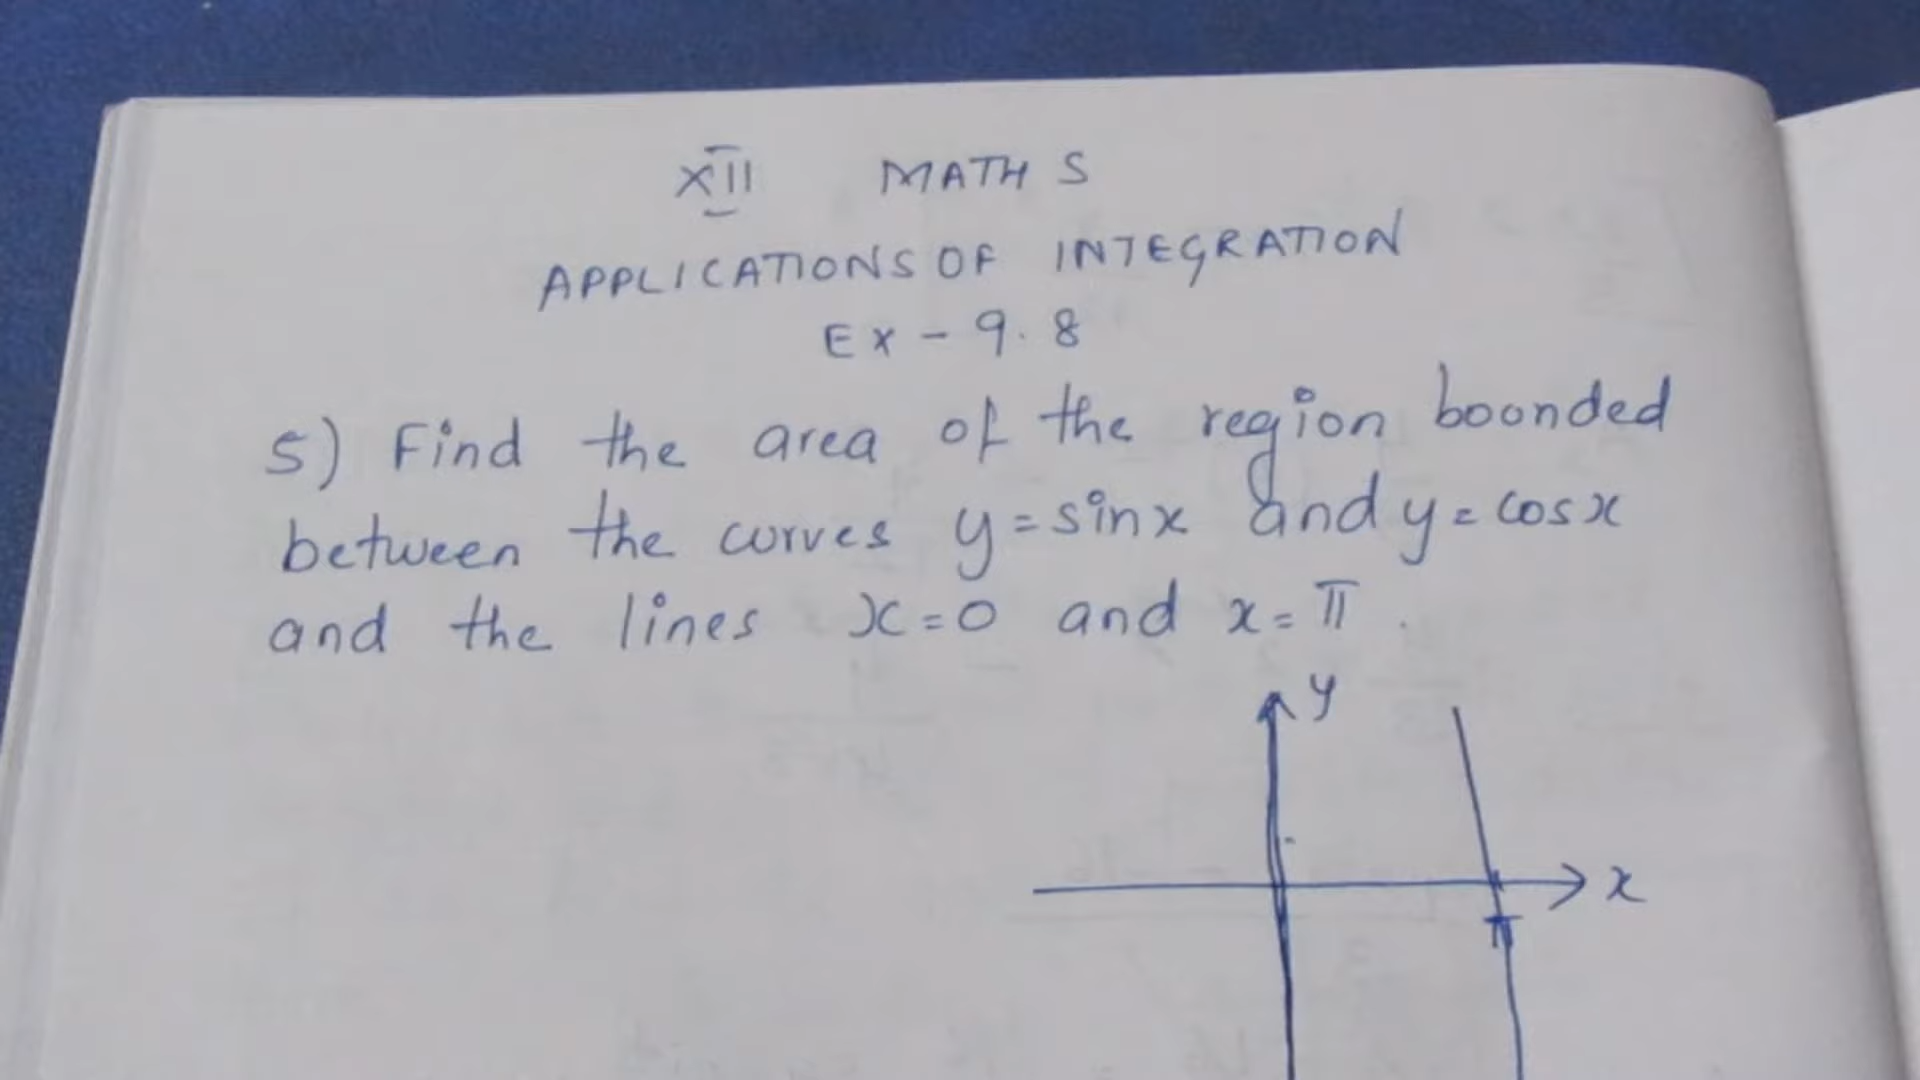 XII MATHS
APPLICATIONS OF INTEGRATION
Ex - 9.8
5) Find the area of the region boonded
between the curves y=sinx and y=cosx
and the lines x=0 and x=π.
y
x
π